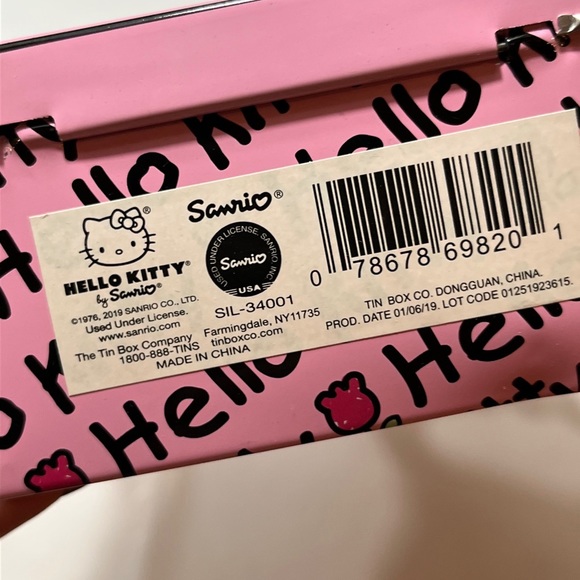 Hello
Hello
Hello
HELLO KITTY®
by Sanrio®
©1976, 2019 SANRIO CO., LTD.
Used Under License.
www.sanrio.com
The Tin Box Company
1800-888-TINS
MADE IN CHINA
Sanrio®
USED UNDER LICENSE, SANRIO, INC.
Sanrio
USA
SIL-34001
Farmingdale, NY11735
tinboxco.com
0 78678 69820 1
TIN BOX CO. DONGGUAN, CHINA.
PROD. DATE 01/06/19. LOT CODE 01251923615.
Hello